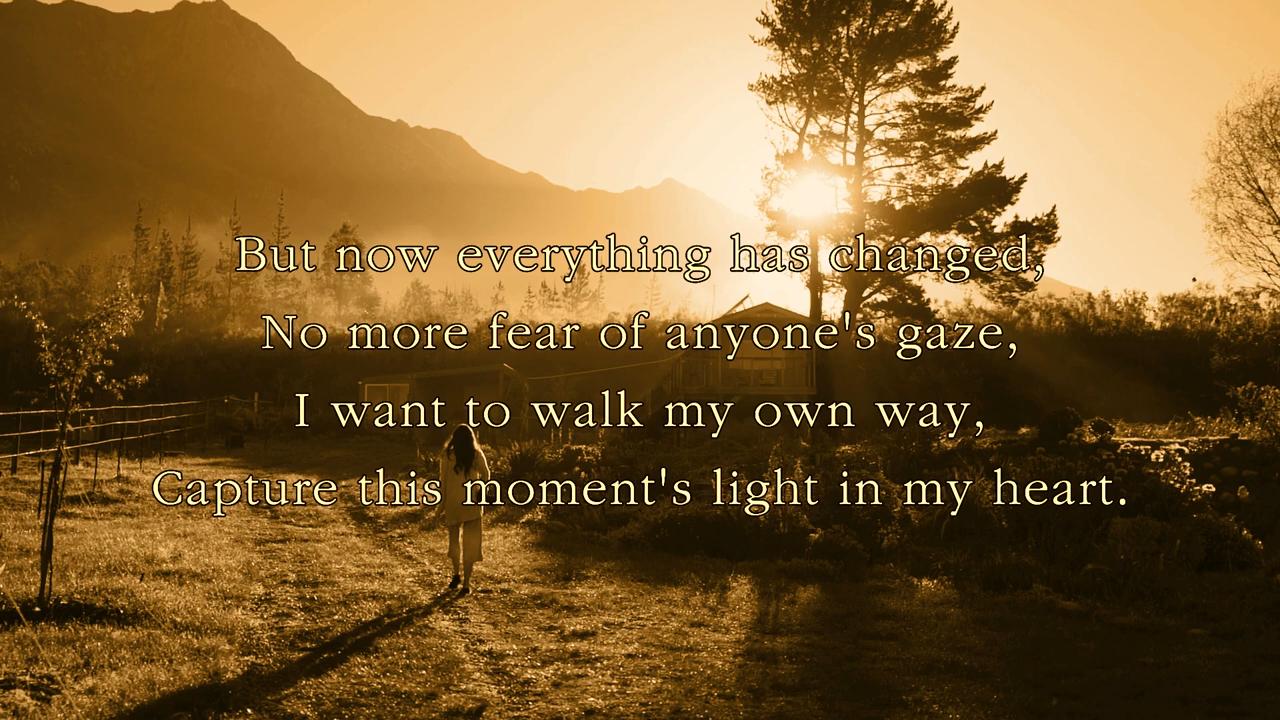 But now everything has changed,
No more fear of anyone's gaze,
I want to walk my own way,
Capture this moment's light in my heart.